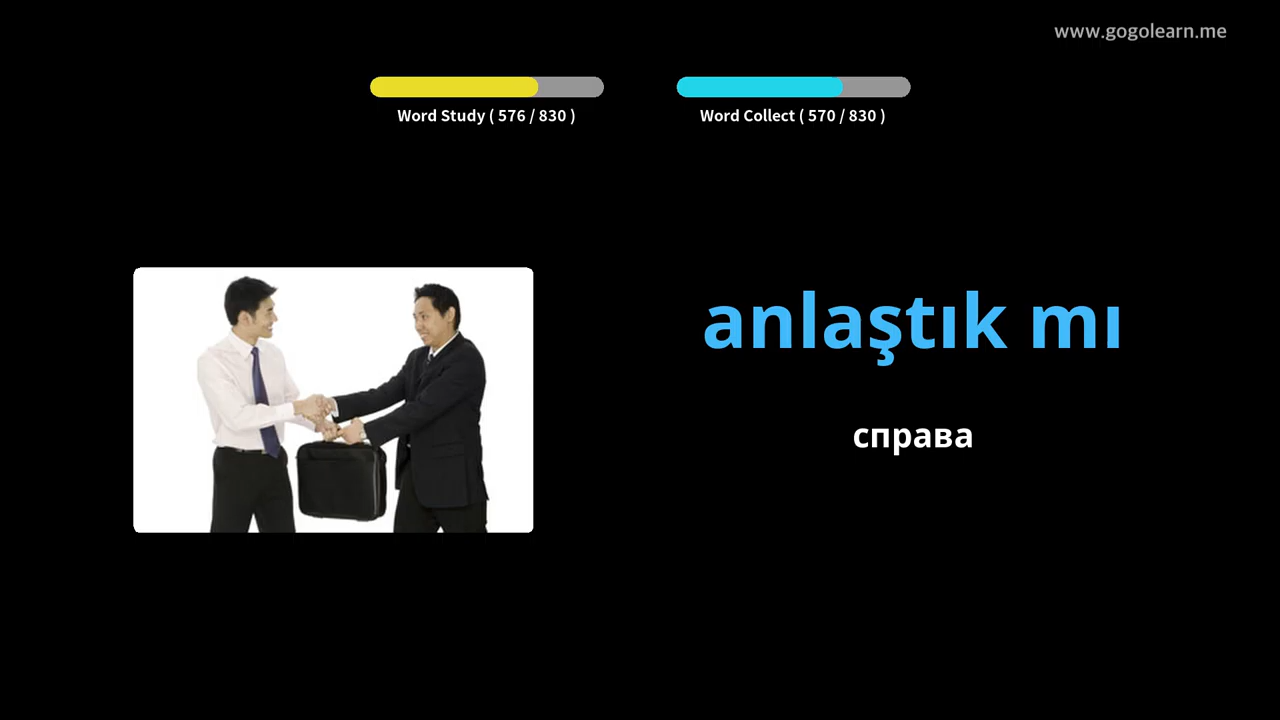 www.gogolearn.me
Word Study ( 576 / 830 )
Word Collect ( 570 / 830 )
anlaştık mı
справа